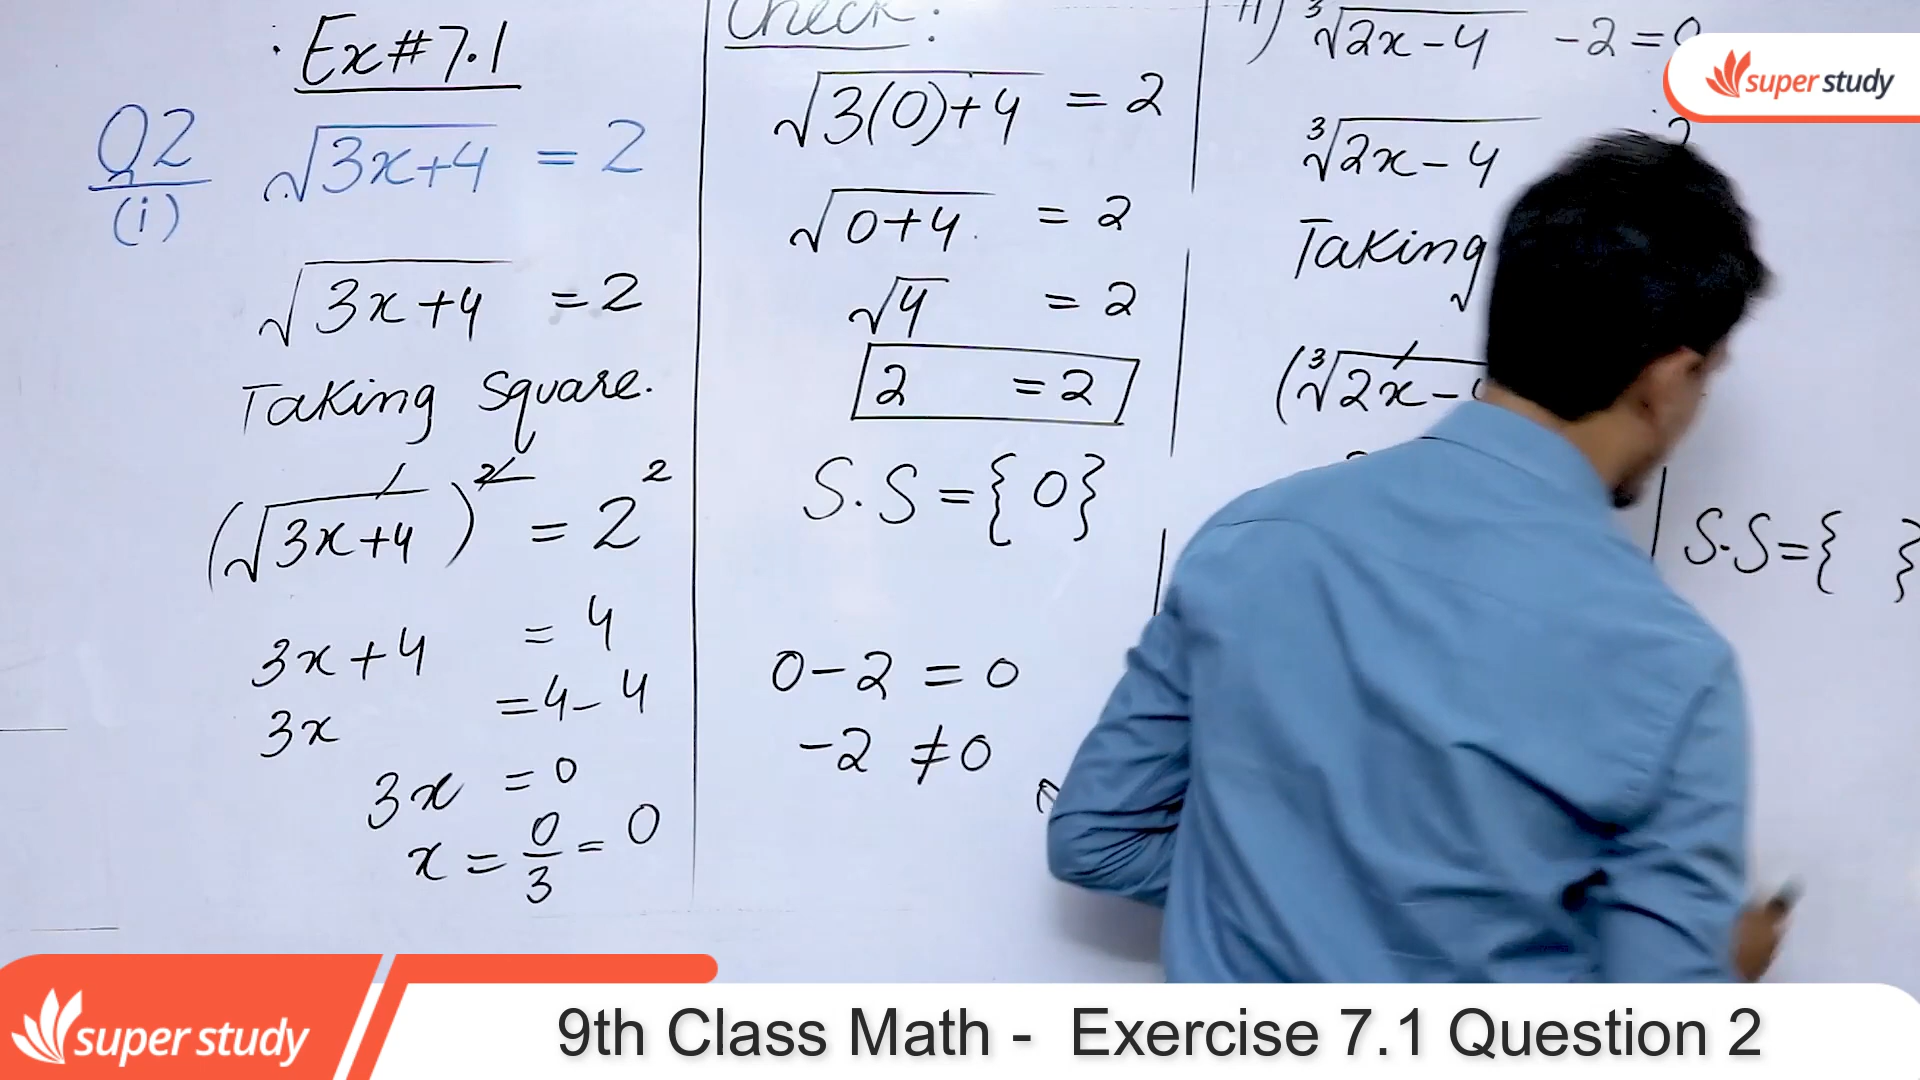 Ex#7.1
Q2
(i)
√3x+4 = 2
√3x+4 = 2
Taking Square.
(√3x+4)² = 2²
3x+4 = 4
3x = 4-4
3x = 0
x = 0/3 = 0
Check:
√3(0)+4 = 2
√0+4 = 2
√4 = 2
2 = 2
S.S = {0}
0-2 = 0
-2 ≠ 0
∛2x-4 -2=0
∛2x-4
Taking
(∛2x-
S.S={ }
super study
super study
9th Class Math - Exercise 7.1 Question 2